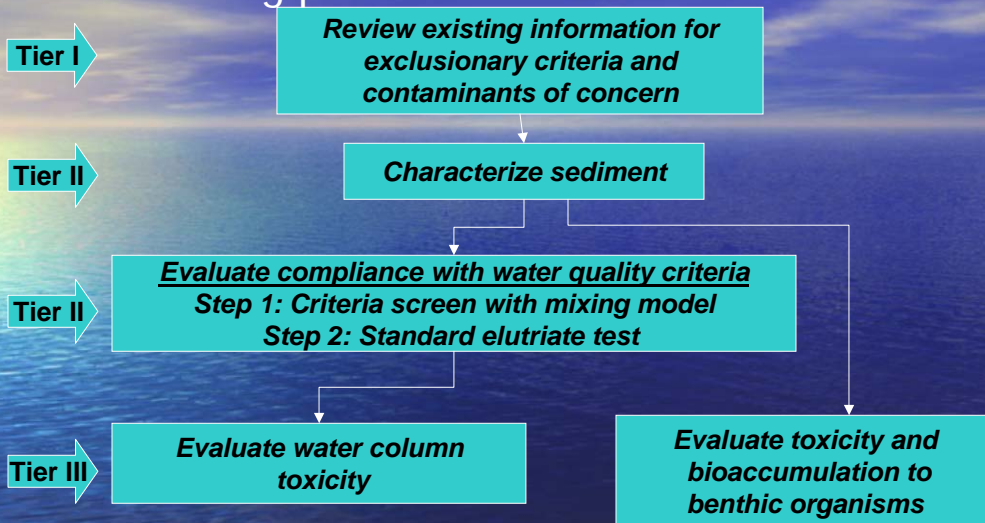 Tier I
Review existing information for
exclusionary criteria and
contaminants of concern
Tier II
Characterize sediment
Tier II
Evaluate compliance with water quality criteria
Step 1: Criteria screen with mixing model
Step 2: Standard elutriate test
Tier III
Evaluate water column
toxicity
Evaluate toxicity and
bioaccumulation to
benthic organisms